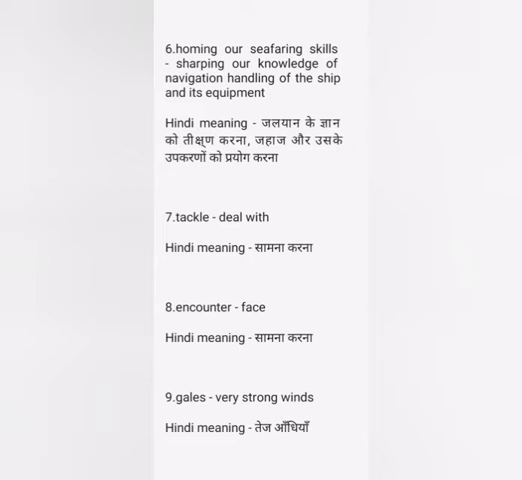 6.homing our seafaring skills
- sharping our knowledge of
navigation handling of the ship
and its equipment
Hindi meaning - जलयान के ज्ञान
को तीक्ष्ण करना, जहाज और उसके
उपकरणों को प्रयोग करना
7.tackle - deal with
Hindi meaning - सामना करना
8.encounter - face
Hindi meaning - सामना करना
9.gales - very strong winds
Hindi meaning - तेज आँधियाँ